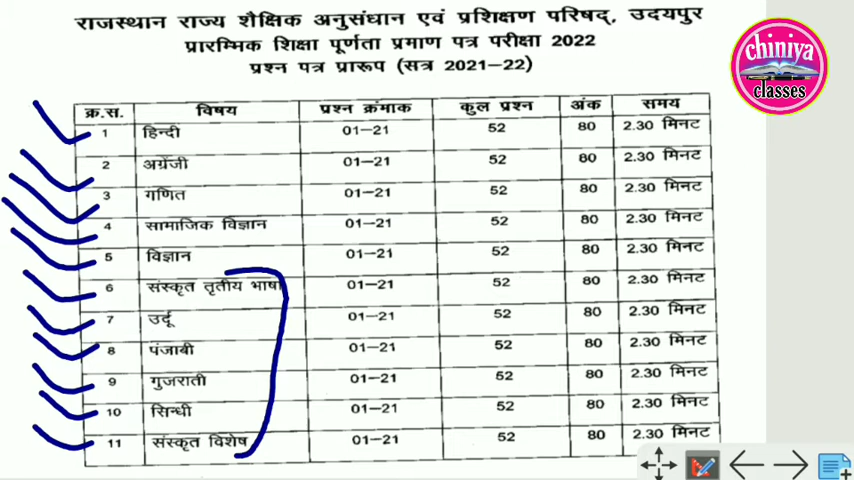 राजस्थान राज्य शैक्षिक अनुसंधान एवं प्रशिक्षण परिषद्, उदयपुर
प्रारम्भिक शिक्षा पूर्णता प्रमाण पत्र परीक्षा 2022
प्रश्न पत्र प्रारूप (सत्र 2021–22)
chiniya
classes
क्र.स. विषय प्रश्न क्रंमाक कुल प्रश्न अंक समय
1 हिन्दी 01–21 52 80 2.30 मिनट
2 अग्रेंजी 01–21 52 80 2.30 मिनट
3 गणित 01–21 52 80 2.30 मिनट
4 सामाजिक विज्ञान 01–21 52 80 2.30 मिनट
5 विज्ञान 01–21 52 80 2.30 मिनट
6 संस्कृत तृतीय भाषा 01–21 52 80 2.30 मिनट
7 उर्दू 01–21 52 80 2.30 मिनट
8 पंजाबी 01–21 52 80 2.30 मिनट
9 गुजराती 01–21 52 80 2.30 मिनट
10 सिन्धी 01–21 52 80 2.30 मिनट
11 संस्कृत विशेष 01–21 52 80 2.30 मिनट